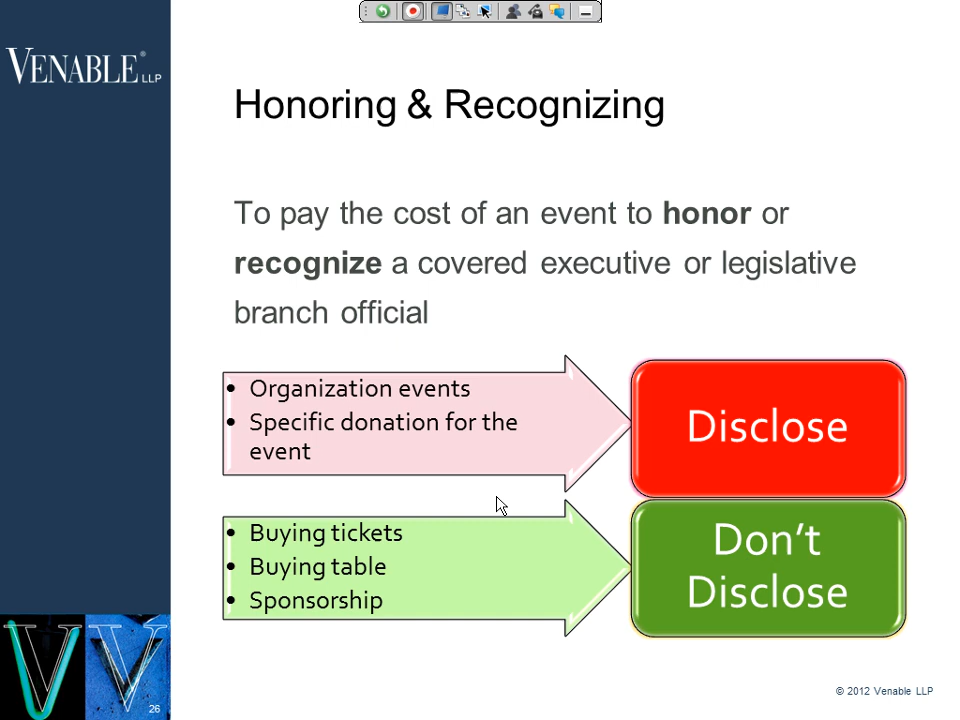 VENABLE® LLP
Honoring & Recognizing
To pay the cost of an event to honor or
recognize a covered executive or legislative
branch official
• Organization events
• Specific donation for the
event
Disclose
• Buying tickets
• Buying table
• Sponsorship
Don't
Disclose
26
© 2012 Venable LLP